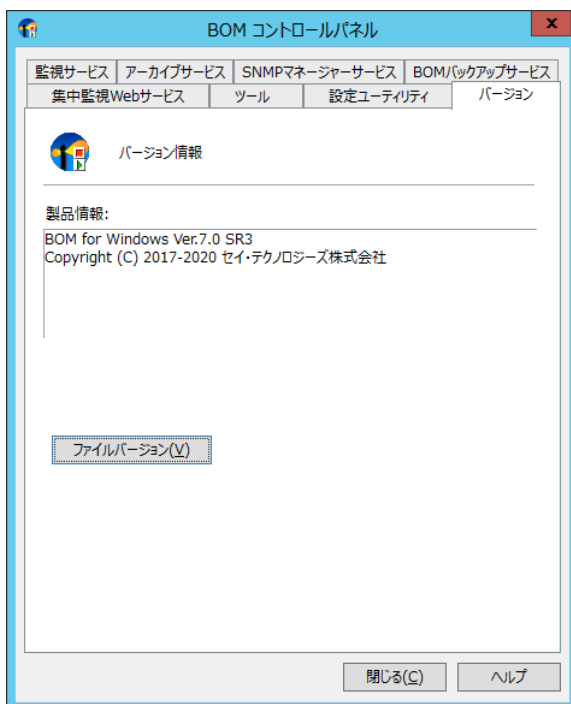 BOM コントロールパネル
x
監視サービス アーカイブサービス SNMPマネージャーサービス BOMバックアップサービス
集中監視Webサービス ツール 設定ユーティリティ バージョン
バージョン情報
製品情報:
BOM for Windows Ver.7.0 SR3
Copyright (C) 2017-2020 セイ・テクノロジーズ株式会社
ファイルバージョン(V)
閉じる(C) ヘルプ